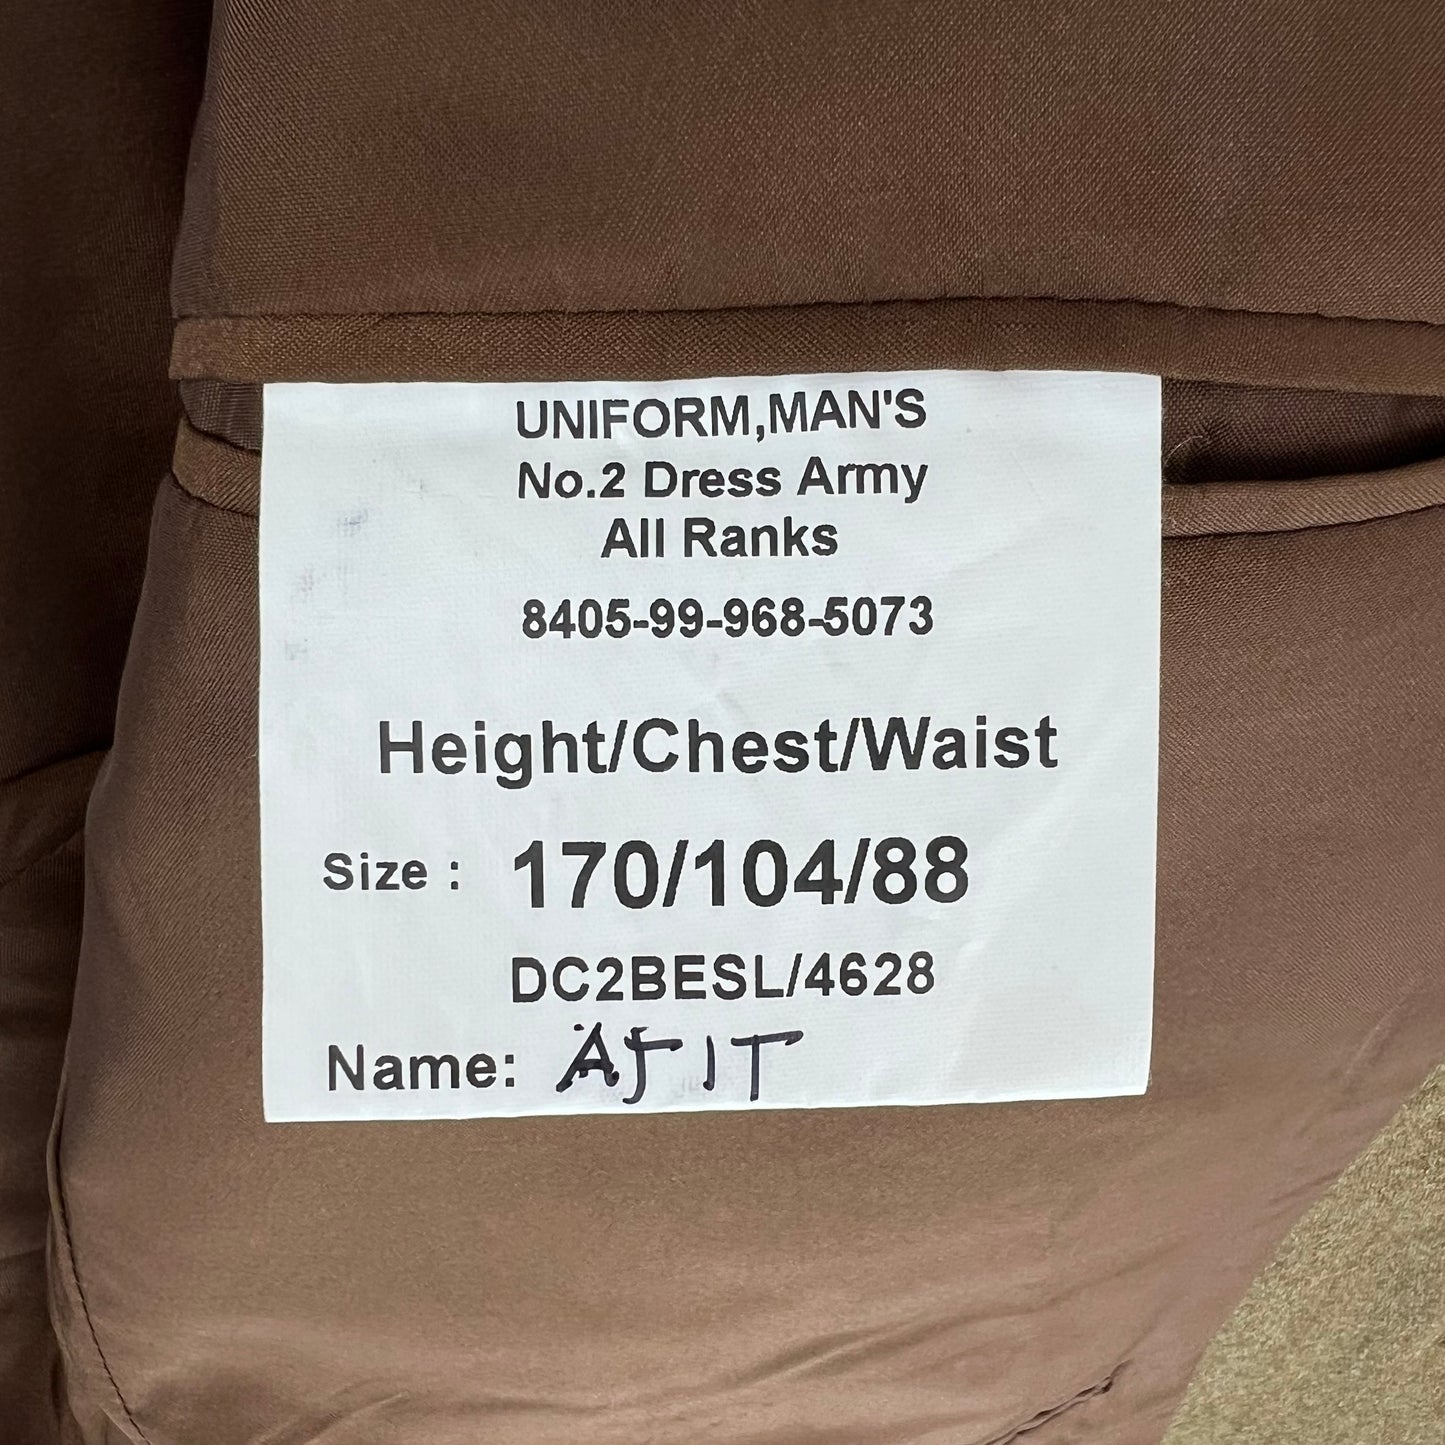 UNIFORM,MAN'S
No.2 Dress Army
All Ranks
8405-99-968-5073
Height/Chest/Waist
Size : 170/104/88
DC2BESL/4628
Name: AJIT